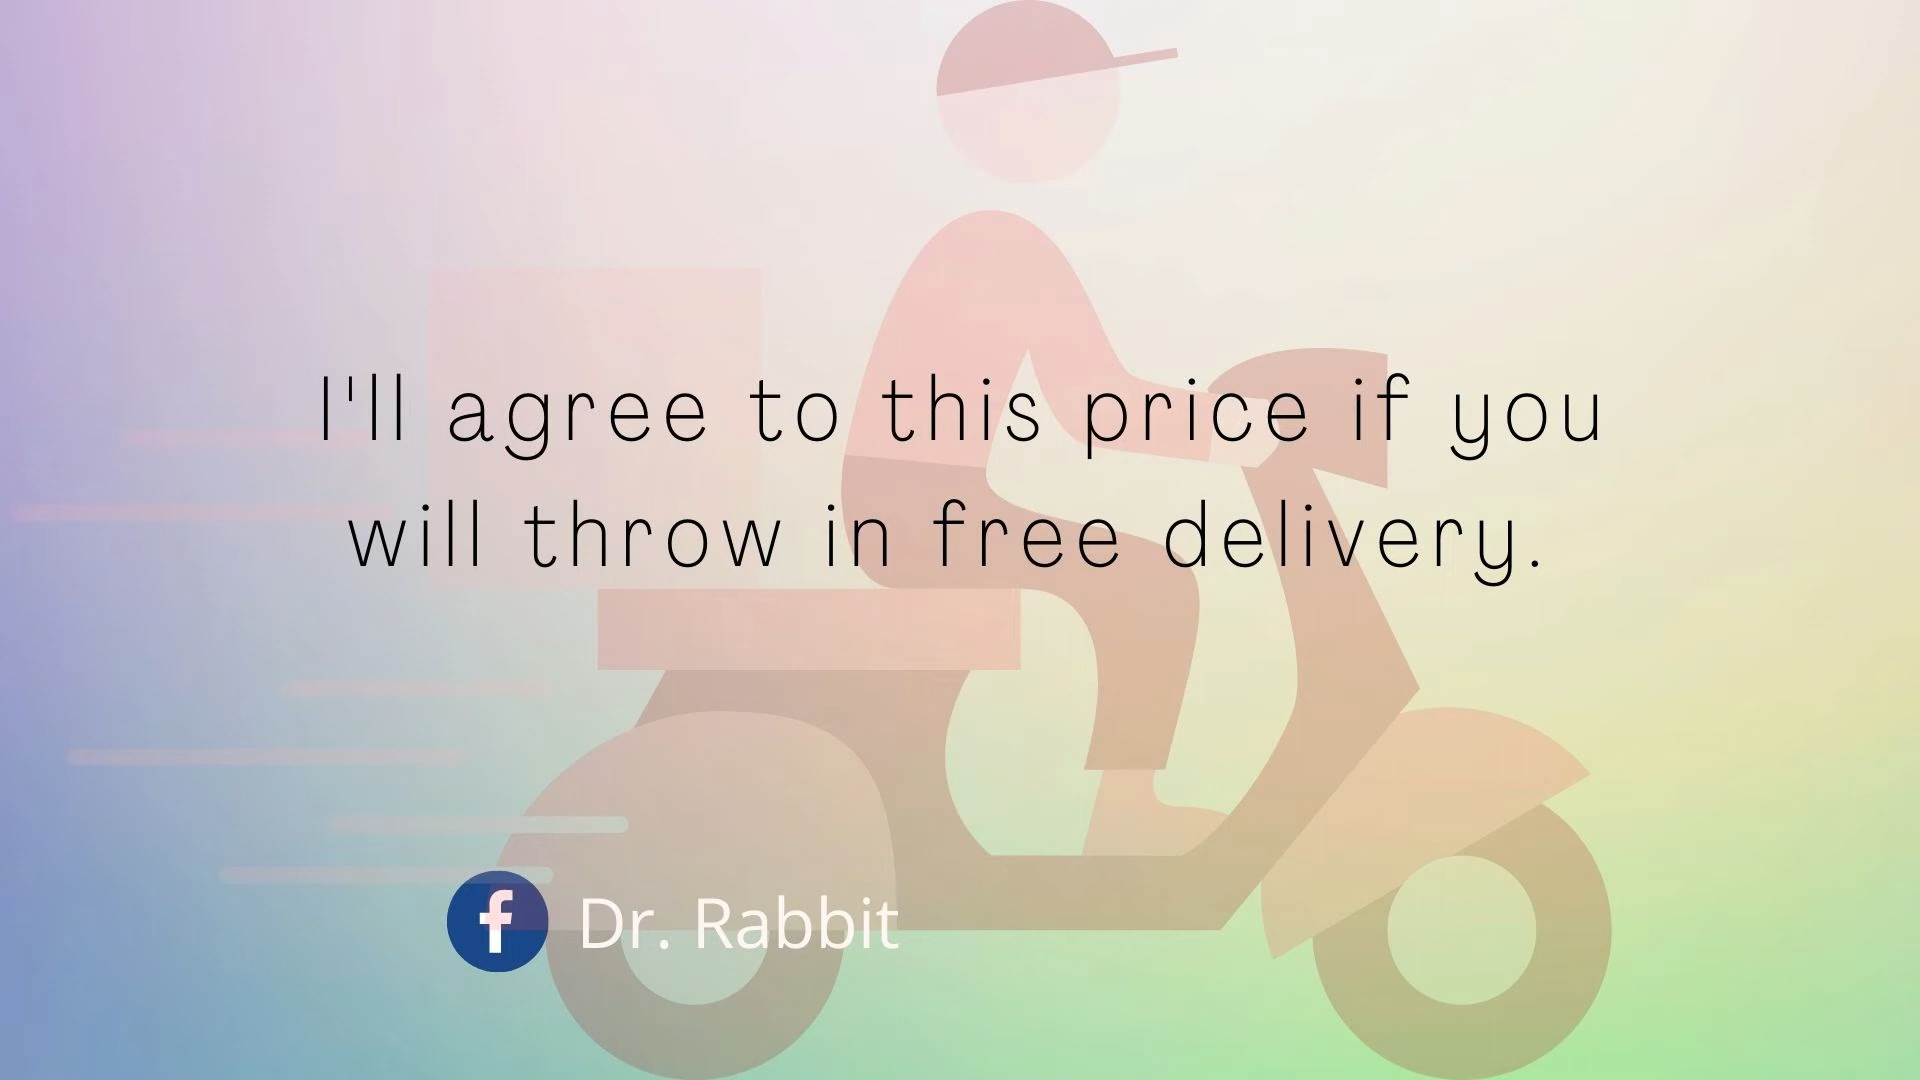 I'll agree to this price if you
will throw in free delivery.
Dr. Rabbit